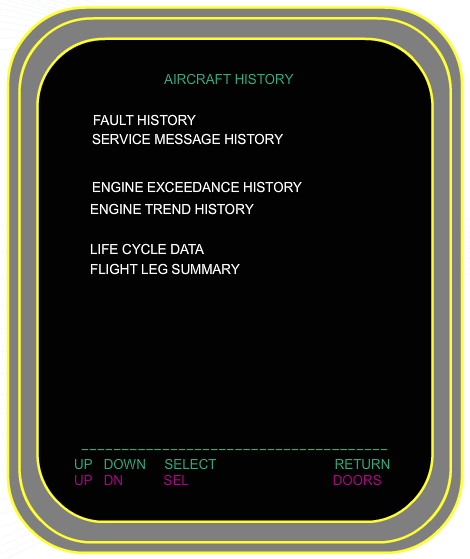 AIRCRAFT HISTORY
FAULT HISTORY
SERVICE MESSAGE HISTORY
ENGINE EXCEEDANCE HISTORY
ENGINE TREND HISTORY
LIFE CYCLE DATA
FLIGHT LEG SUMMARY
UP DOWN SELECT RETURN
UP DN SEL DOORS